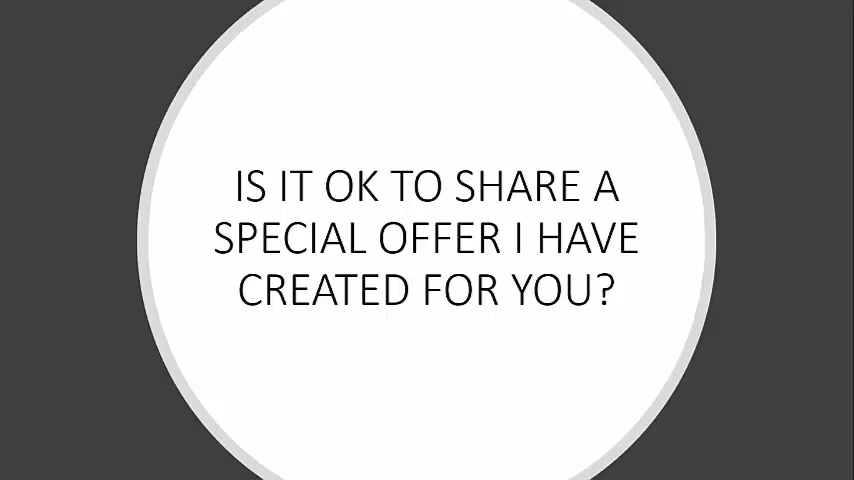 IS IT OK TO SHARE A
SPECIAL OFFER I HAVE
CREATED FOR YOU?